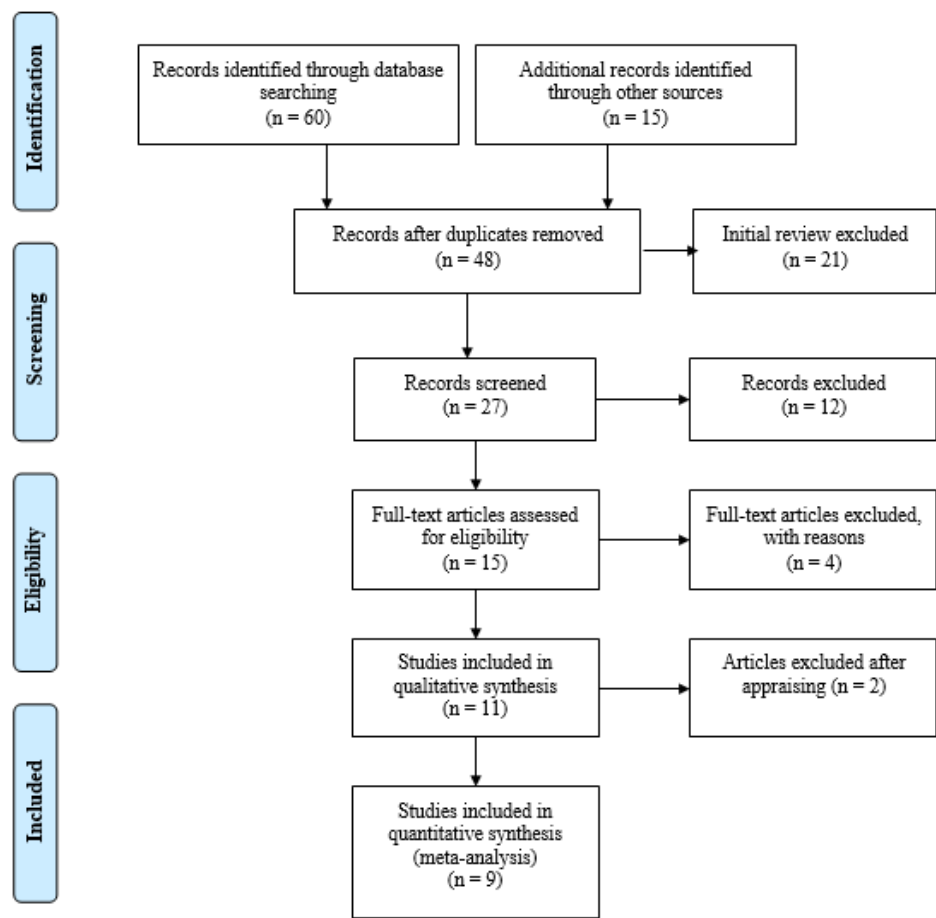 Identification
Records identified through database
searching
(n = 60)
Additional records identified
through other sources
(n = 15)
Records after duplicates removed
(n = 48)
Initial review excluded
(n = 21)
Screening
Records screened
(n = 27)
Records excluded
(n = 12)
Eligibility
Full-text articles assessed
for eligibility
(n = 15)
Full-text articles excluded,
with reasons
(n = 4)
Studies included in
qualitative synthesis
(n = 11)
Articles excluded after
appraising (n = 2)
Included
Studies included in
quantitative synthesis
(meta-analysis)
(n = 9)